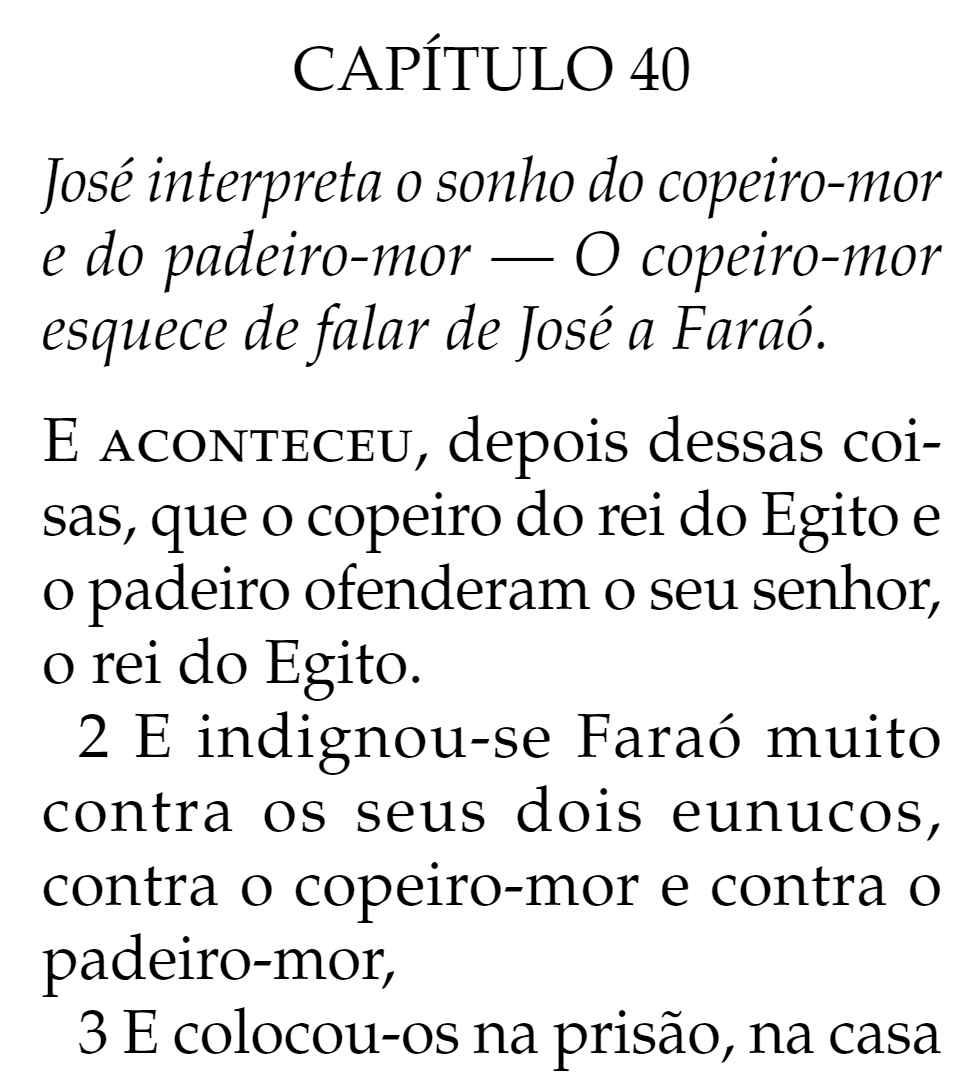 CAPÍTULO 40
José interpreta o sonho do copeiro-mor
e do padeiro-mor — O copeiro-mor
esquece de falar de José a Faraó.
E ACONTECEU, depois dessas coi-
sas, que o copeiro do rei do Egito e
o padeiro ofenderam o seu senhor,
o rei do Egito.
2 E indignou-se Faraó muito
contra os seus dois eunucos,
contra o copeiro-mor e contra o
padeiro-mor,
3 E colocou-os na prisão, na casa